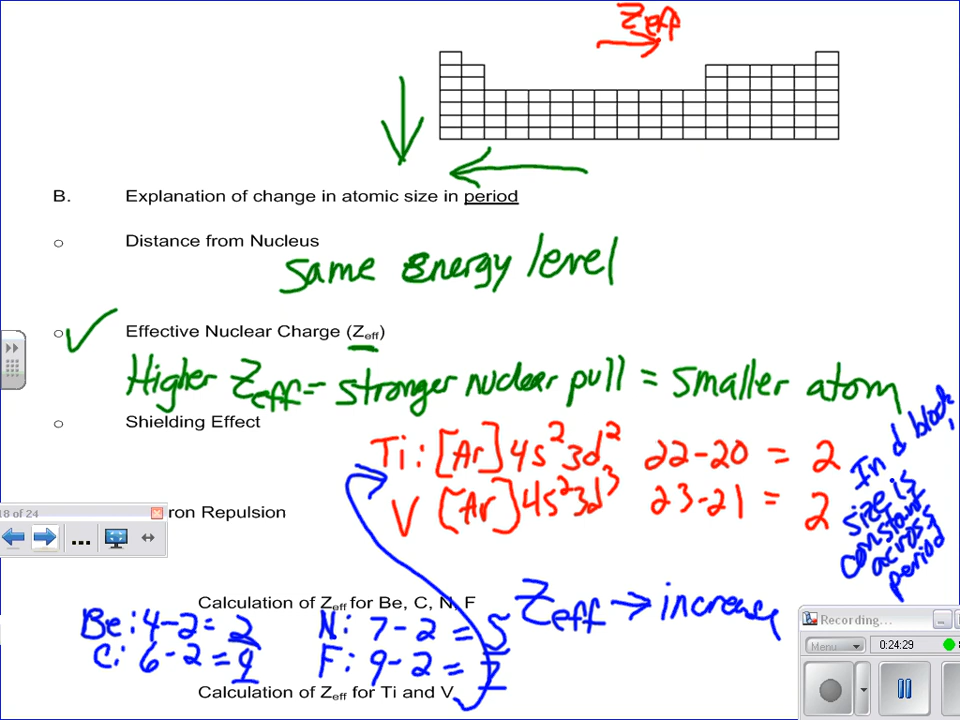 Zeff
B. Explanation of change in atomic size in period
o Distance from Nucleus
same energy level
o Effective Nuclear Charge (Zeff)
Higher Zeff = stronger nuclear pull = smaller atom
o Shielding Effect
Ti: [Ar] 4s² 3d² 22-20 = 2
V [Ar] 4s² 3d³ 23-21 = 2
In d block,
size is
constant
across
period
18 of 24
ron Repulsion
...
Calculation of Zeff for Be, C, N, F
Zeff → increase
Be: 4-2 = 2 N: 7-2 = 5
C: 6-2 = 4 F: 9-2 = 7
Calculation of Zeff for Ti and V
Recording...
Menu 0:24:29